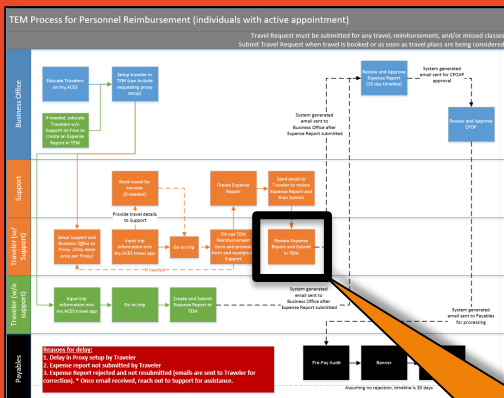 TEM Process for Personnel Reimbursement (individuals with active appointment)
Travel Request must be submitted for any travel, reimbursement, and/or missed classes
Submit Travel Request when travel is booked or as soon as travel plans are being considered
Business Office
Educate Travelers
on my.ACES
Setup traveler in
TEM (can include
requesting proxy
setup)
If needed, educate
Travelers w/o
Support on how to
create an Expense
Report in TEM
Review and Approve
Expense Report
(10 day timeline)
System generated
email sent for CFOAP
approval
Review and Approve
CFOP
System generated
email sent to
Business Office after
Expense Report submitted
Support
Book travel for
traveler
(if needed)
Provide travel details
to Support
Create Expense
Report
Send email to
Traveler to review
Expense Report and
then Submit
Traveler (w/
Support)
Setup Support and
Business Office as
Proxy. (Only done
once per Proxy)
Input trip
information into
my.ACES travel app
Go on trip
Fill out TEM
Reimbursement
form and provide
form and receipts
Support
If needed
Review Expense
Report and Submit
in TEM
Traveler (w/o
support)
Input trip
information into
my.ACES travel app
Go on trip
Create and Submit
Expense Report in
TEM
System generated
email sent to
Business Office after
Expense Report submitted
System generated
email sent to Payables
for processing
Payables
Reasons for delay:
1. Delay in Proxy setup by Traveler
2. Expense report not submitted by Traveler
3. Expense Report rejected and not resubmitted (emails are sent to Traveler for
correction). * Once email received, reach out to Support for assistance.
Pre-Pay Audit
Banner
Assuming no rejection, timeline is 30 days